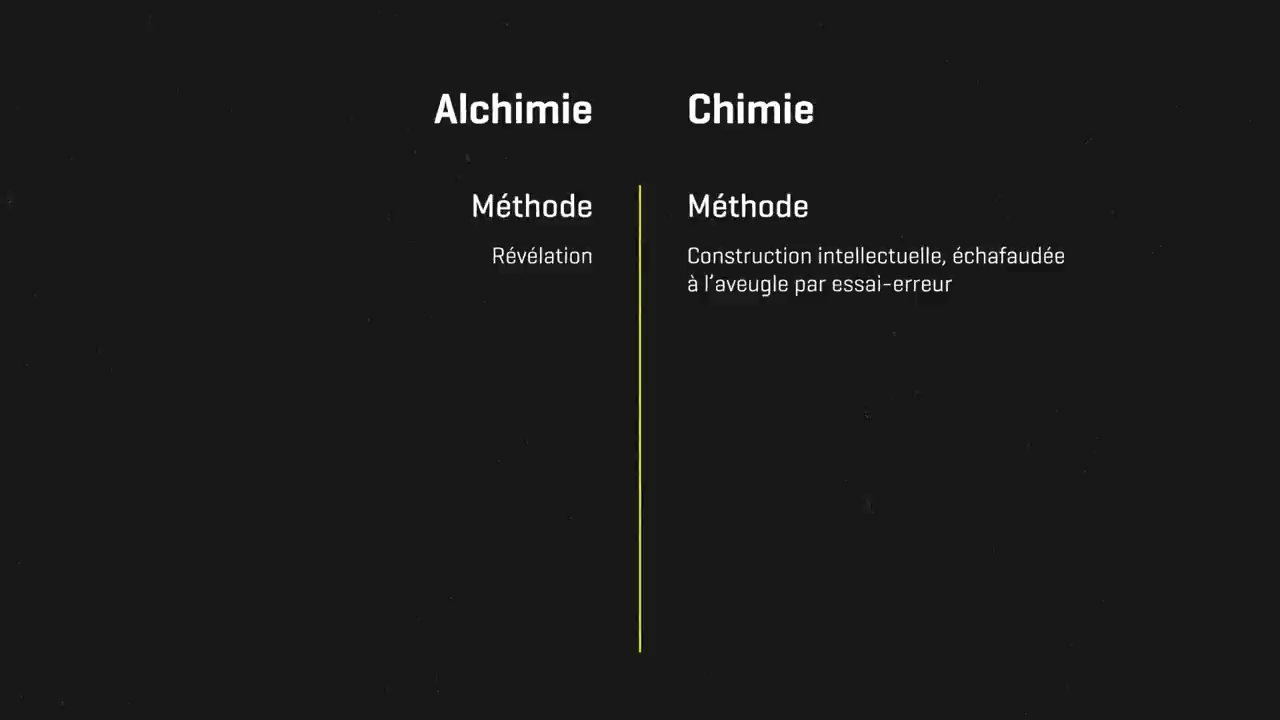 Alchimie
Méthode
Révélation
Chimie
Méthode
Construction intellectuelle, échafaudée
à l’aveugle par essai-erreur